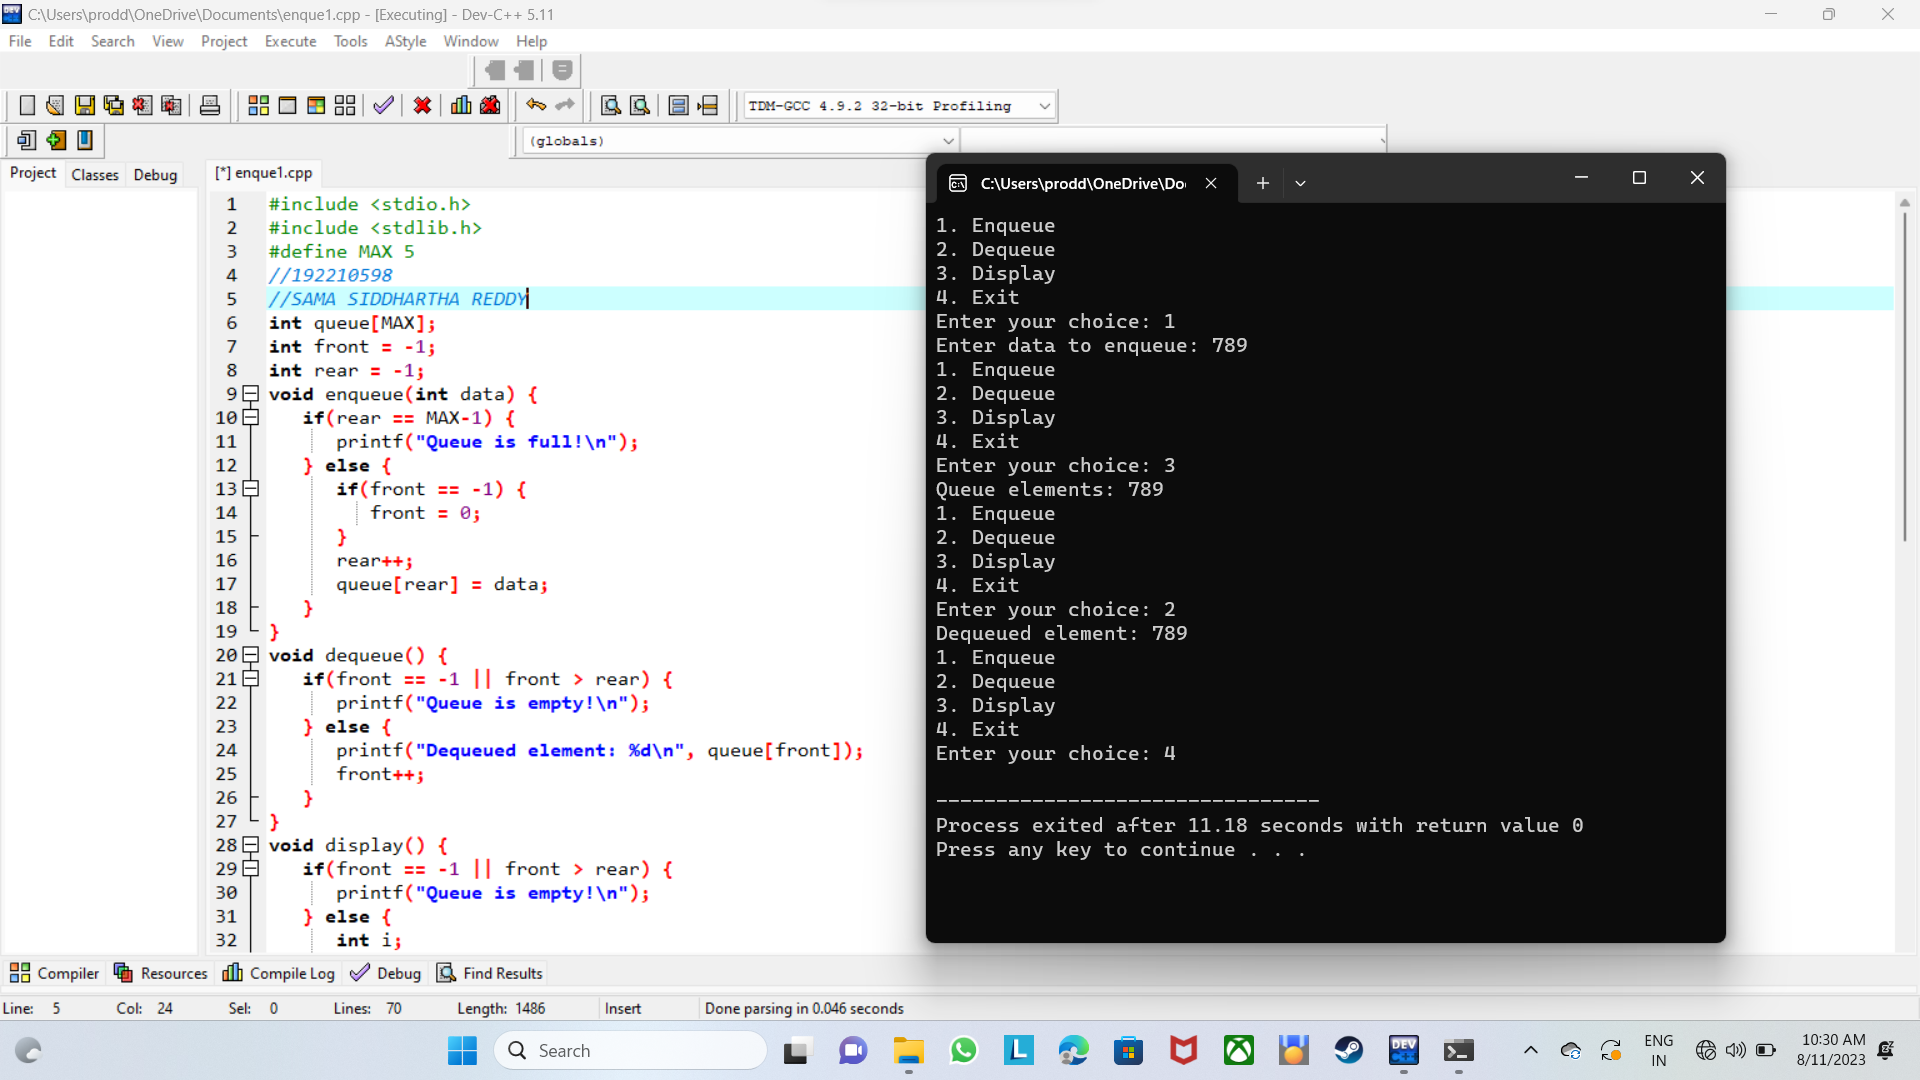 C:\Users\prodd\OneDrive\Documents\enque1.cpp - [Executing] - Dev-C++ 5.11
File Edit Search View Project Execute Tools AStyle Window Help
TDM-GCC 4.9.2 32-bit Profiling
(globals)
Project Classes Debug
[*] enque1.cpp
1 #include <stdio.h>
2 #include <stdlib.h>
3 #define MAX 5
4 //192210598
5 //SAMA SIDDHARTHA REDDY
6 int queue[MAX];
7 int front = -1;
8 int rear = -1;
9 void enqueue(int data) {
10 if(rear == MAX-1) {
11 printf("Queue is full!\n");
12 } else {
13 if(front == -1) {
14 front = 0;
15 }
16 rear++;
17 queue[rear] = data;
18 }
19 }
20 void dequeue() {
21 if(front == -1 || front > rear) {
22 printf("Queue is empty!\n");
23 } else {
24 printf("Dequeued element: %d\n", queue[front]);
25 front++;
26 }
27 }
28 void display() {
29 if(front == -1 || front > rear) {
30 printf("Queue is empty!\n");
31 } else {
32 int i;
C:\Users\prodd\OneDrive\Do
1. Enqueue
2. Dequeue
3. Display
4. Exit
Enter your choice: 1
Enter data to enqueue: 789
1. Enqueue
2. Dequeue
3. Display
4. Exit
Enter your choice: 3
Queue elements: 789
1. Enqueue
2. Dequeue
3. Display
4. Exit
Enter your choice: 2
Dequeued element: 789
1. Enqueue
2. Dequeue
3. Display
4. Exit
Enter your choice: 4
--------------------------------
Process exited after 11.18 seconds with return value 0
Press any key to continue . . .
Compiler Resources Compile Log Debug Find Results
Line: 5 Col: 24 Sel: 0 Lines: 70 Length: 1486 Insert Done parsing in 0.046 seconds
Search
DEV C++
ENG
IN
10:30 AM
8/11/2023